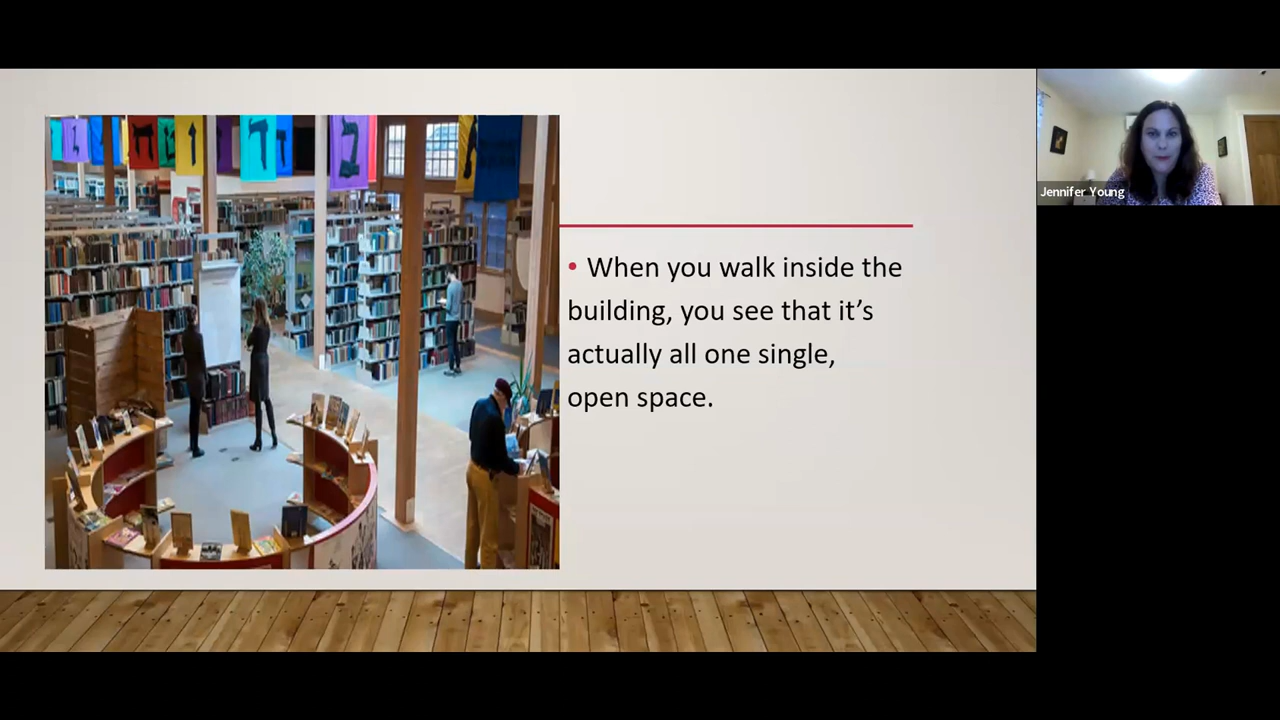 ח
ט
ו
ב
• When you walk inside the
building, you see that it’s
actually all one single,
open space.
Jennifer Young